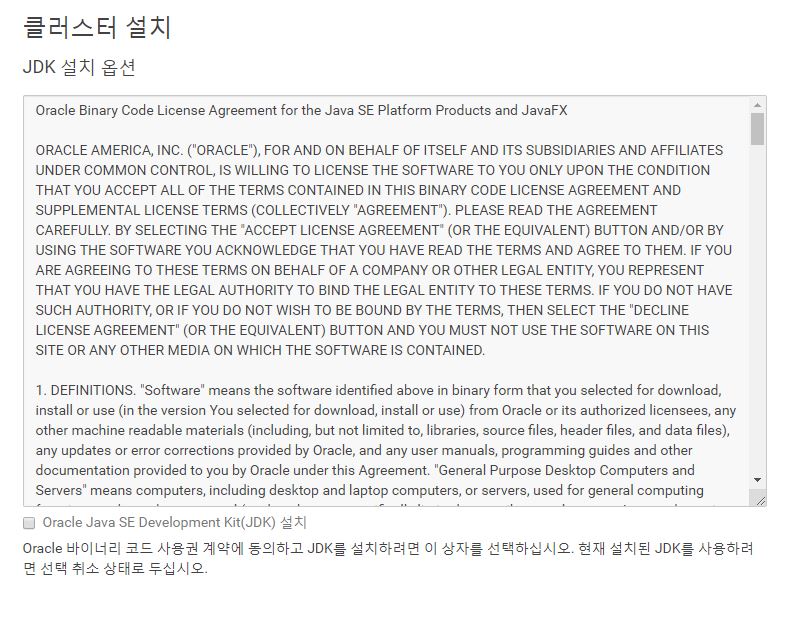 클러스터 설치
JDK 설치 옵션
Oracle Binary Code License Agreement for the Java SE Platform Products and JavaFX
ORACLE AMERICA, INC. ("ORACLE"), FOR AND ON BEHALF OF ITSELF AND ITS SUBSIDIARIES AND AFFILIATES
UNDER COMMON CONTROL, IS WILLING TO LICENSE THE SOFTWARE TO YOU ONLY UPON THE CONDITION
THAT YOU ACCEPT ALL OF THE TERMS CONTAINED IN THIS BINARY CODE LICENSE AGREEMENT AND
SUPPLEMENTAL LICENSE TERMS (COLLECTIVELY "AGREEMENT"). PLEASE READ THE AGREEMENT
CAREFULLY. BY SELECTING THE "ACCEPT LICENSE AGREEMENT" (OR THE EQUIVALENT) BUTTON AND/OR BY
USING THE SOFTWARE YOU ACKNOWLEDGE THAT YOU HAVE READ THE TERMS AND AGREE TO THEM. IF YOU
ARE AGREEING TO THESE TERMS ON BEHALF OF A COMPANY OR OTHER LEGAL ENTITY, YOU REPRESENT
THAT YOU HAVE THE LEGAL AUTHORITY TO BIND THE LEGAL ENTITY TO THESE TERMS. IF YOU DO NOT HAVE
SUCH AUTHORITY, OR IF YOU DO NOT WISH TO BE BOUND BY THE TERMS, THEN SELECT THE "DECLINE
LICENSE AGREEMENT" (OR THE EQUIVALENT) BUTTON AND YOU MUST NOT USE THE SOFTWARE ON THIS
SITE OR ANY OTHER MEDIA ON WHICH THE SOFTWARE IS CONTAINED.
1. DEFINITIONS. "Software" means the software identified above in binary form that you selected for download,
install or use (in the version You selected for download, install or use) from Oracle or its authorized licensees, any
other machine readable materials (including, but not limited to, libraries, source files, header files, and data files),
any updates or error corrections provided by Oracle, and any user manuals, programming guides and other
documentation provided to you by Oracle under this Agreement. "General Purpose Desktop Computers and
Servers" means computers, including desktop and laptop computers, or servers, used for general computing
Oracle Java SE Development Kit(JDK) 설치
Oracle 바이너리 코드 사용권 계약에 동의하고 JDK를 설치하려면 이 상자를 선택하십시오. 현재 설치된 JDK를 사용하려
면 선택 취소 상태로 두십시오.